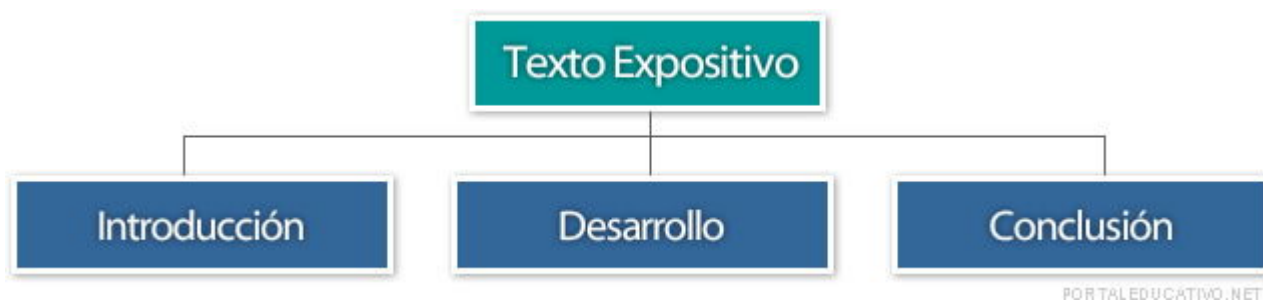 Texto Expositivo
Introducción
Desarrollo
Conclusión
PORTALEDUCATIVO.NET